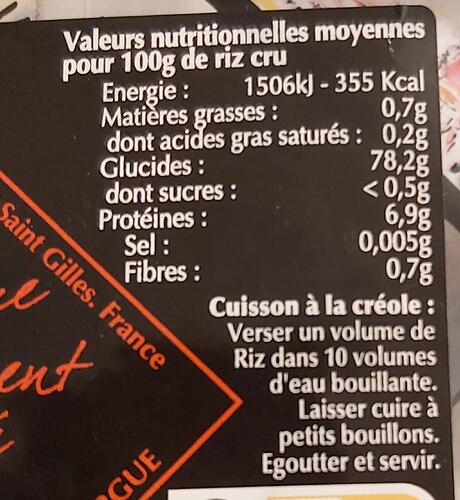 Valeurs nutritionnelles moyennes
pour 100g de riz cru
Energie : 1506kJ - 355 Kcal
Matières grasses : 0,7g
dont acides gras saturés : 0,2g
Glucides : 78,2g
dont sucres : < 0,5g
Protéines : 6,9g
Sel : 0,005g
Fibres : 0,7g
Saint Gilles, France
Cuisson à la créole :
Verser un volume de
Riz dans 10 volumes
d'eau bouillante.
Laisser cuire à
petits bouillons.
Egoutter et servir.
ent
RGUE